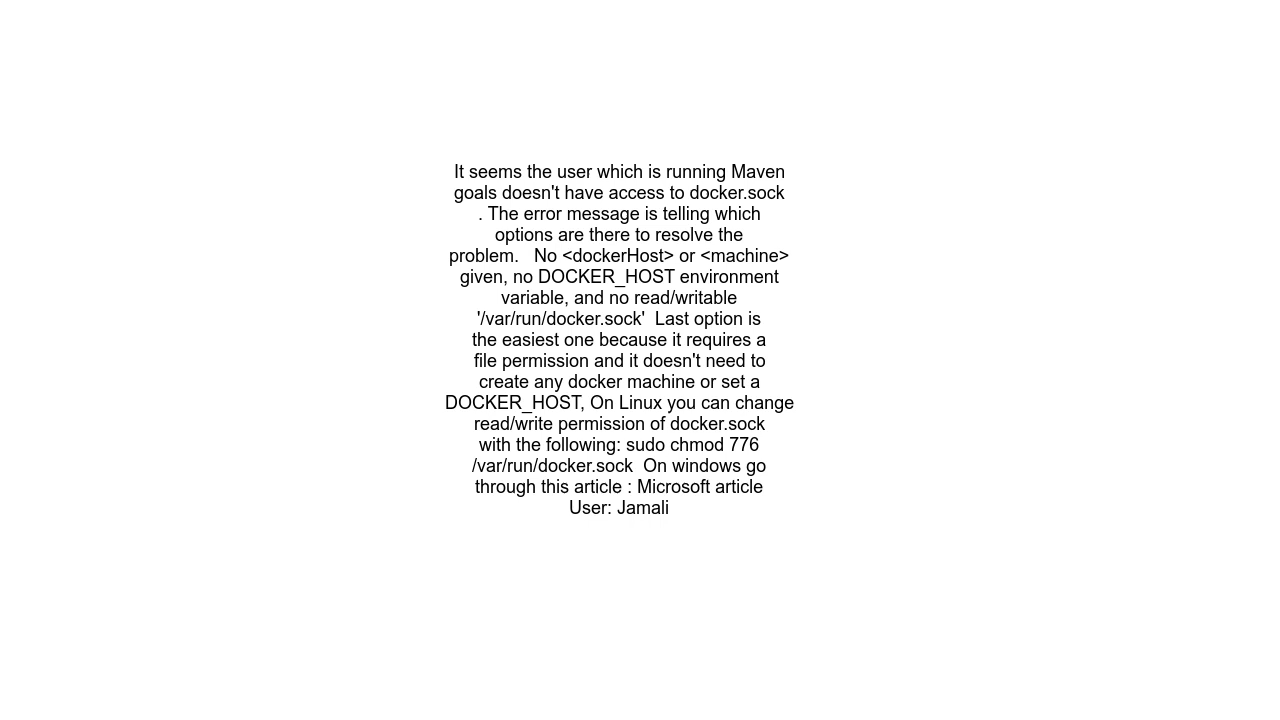 It seems the user which is running Maven
goals doesn't have access to docker.sock
. The error message is telling which
options are there to resolve the
problem.   No <dockerHost> or <machine>
given, no DOCKER_HOST environment
variable, and no read/writable
'/var/run/docker.sock'  Last option is
the easiest one because it requires a
file permission and it doesn't need to
create any docker machine or set a
DOCKER_HOST, On Linux you can change
read/write permission of docker.sock
with the following: sudo chmod 776
/var/run/docker.sock  On windows go
through this article : Microsoft article
User: Jamali